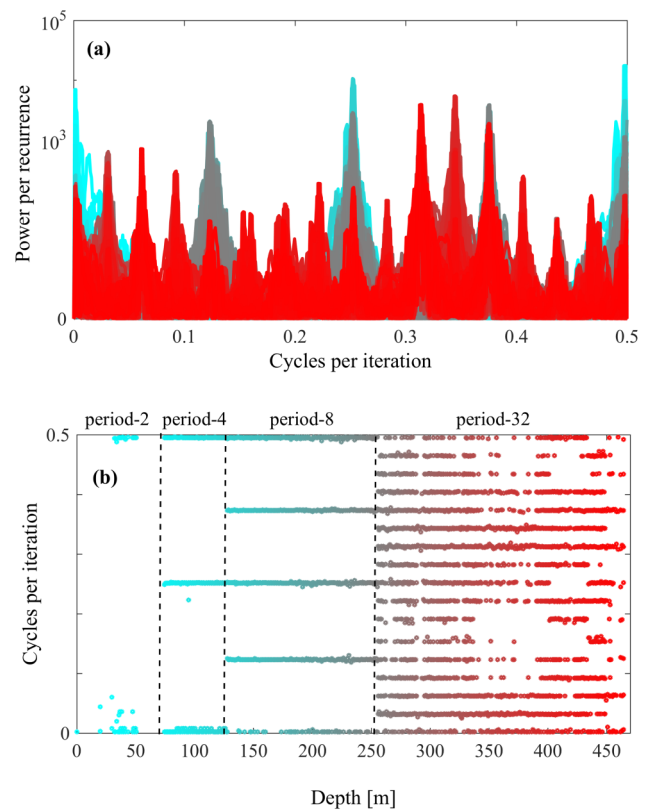 10^5
(a)
10^3
0
Power per recurrence
0 0.1 0.2 0.3 0.4 0.5
Cycles per iteration
period-2 period-4 period-8 period-32
0.5
(b)
0
Cycles per iteration
0 50 100 150 200 250 300 350 400 450
Depth [m]